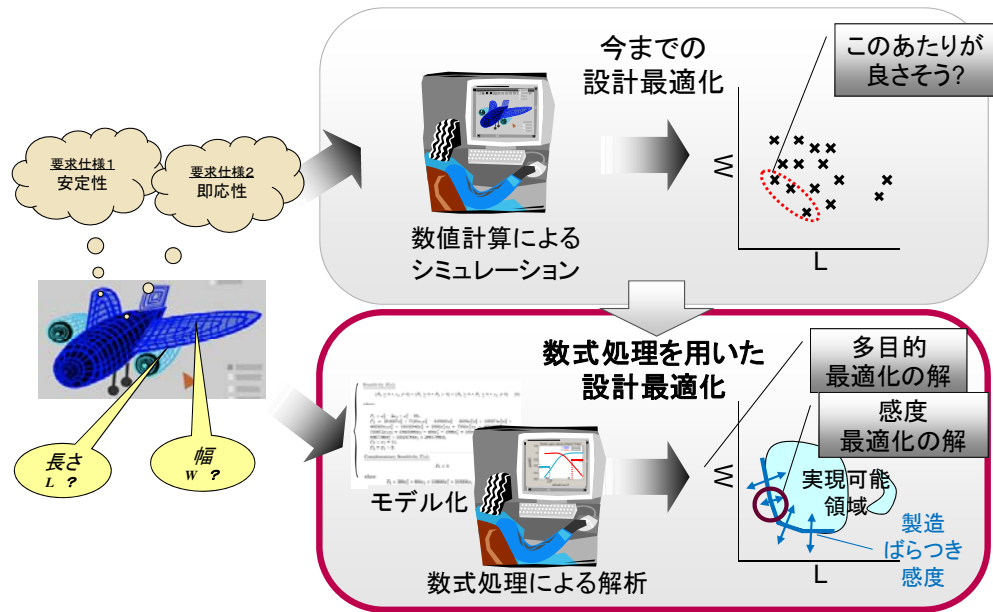 要求仕様1
安定性
要求仕様2
即応性
長さ
L ?
幅
W ?
今までの
設計最適化
このあたりが
良さそう?
数値計算による
シミュレーション
W
L
数式処理を用いた
設計最適化
多目的
最適化の解
感度
最適化の解
モデル化
数式処理による解析
W
実現可能
領域
製造
ばらつき
感度
L